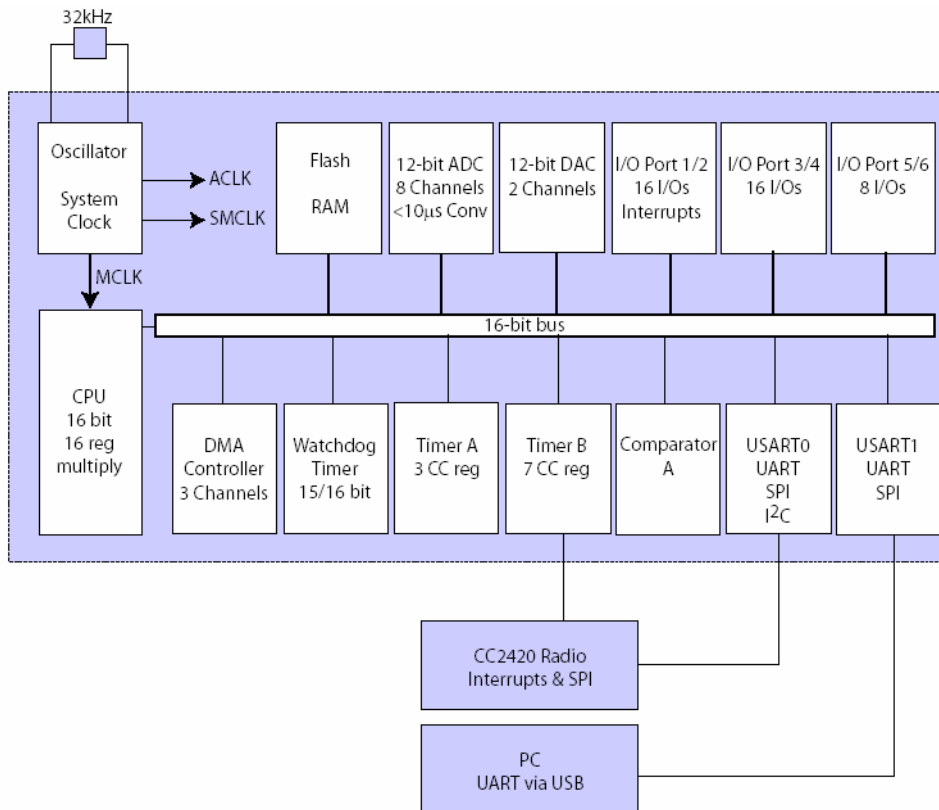 32kHz
Oscillator
System
Clock
ACLK
SMCLK
MCLK
Flash
RAM
12-bit ADC
8 Channels
<10μs Conv
12-bit DAC
2 Channels
I/O Port 1/2
16 I/Os
Interrupts
I/O Port 3/4
16 I/Os
I/O Port 5/6
8 I/Os
16-bit bus
CPU
16 bit
16 reg
multiply
DMA
Controller
3 Channels
Watchdog
Timer
15/16 bit
Timer A
3 CC reg
Timer B
7 CC reg
Comparator
A
USART0
UART
SPI
I²C
USART1
UART
SPI
CC2420 Radio
Interrupts & SPI
PC
UART via USB